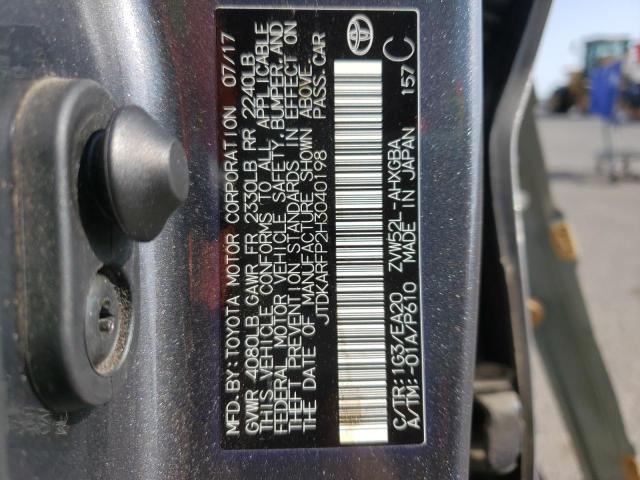 MFD. BY: TOYOTA MOTOR CORPORATION 07/17
GVWR 4080LB GAWR FR 2330LB RR 2240LB
THIS VEHICLE CONFORMS TO ALL APPLICABLE
FEDERAL MOTOR VEHICLE SAFETY, BUMPER, AND
THEFT PREVENTION STANDARDS IN EFFECT ON
THE DATE OF MANUFACTURE SHOWN ABOVE.
JTDKARFP2H3040198 PASS. CAR
C/TR: 1G3/EA20 ZVW52L-AHXGBA 157 C
A/TM: -01A/P610 MADE IN JAPAN